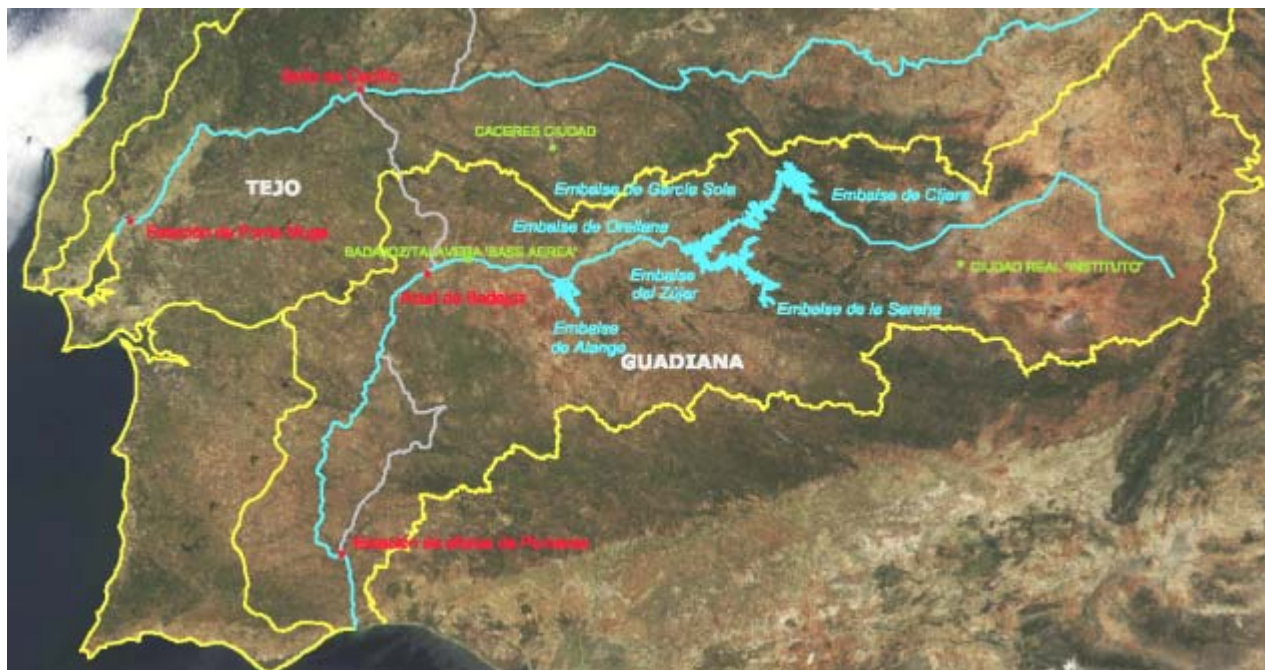 Salto de Cedillo
CACERES CIUDAD
TEJO
Embalse de García Sola
Embalse de Cíjara
Estación de Ponte Muge
Embalse de Orellana
BADAJOZ/TALAVERA "BASE AEREA"
CIUDAD REAL "INSTITUTO"
Azud de Badajoz
Embalse
del Zújar
Embalse de la Serena
Embalse
de Alange
GUADIANA
Estación de aforos de Pomarao